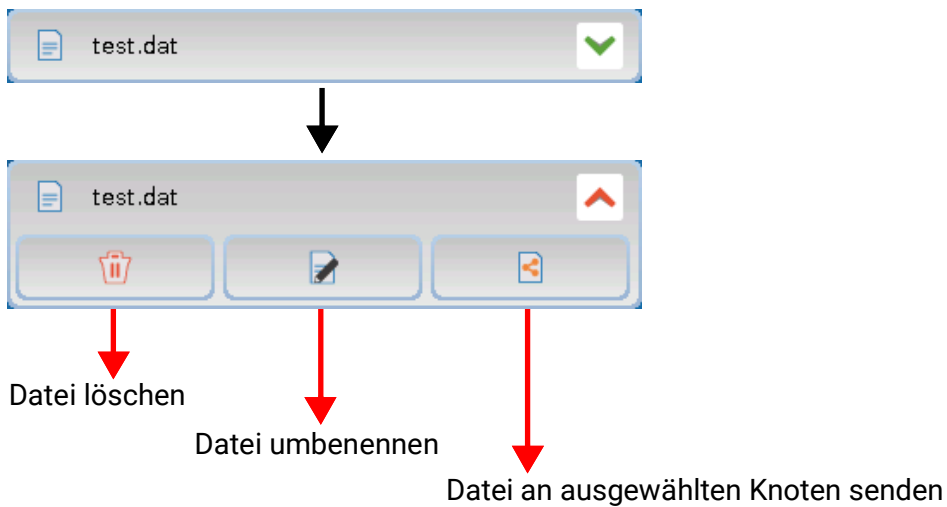 test.dat
test.dat
Datei löschen
Datei umbenennen
Datei an ausgewählten Knoten senden